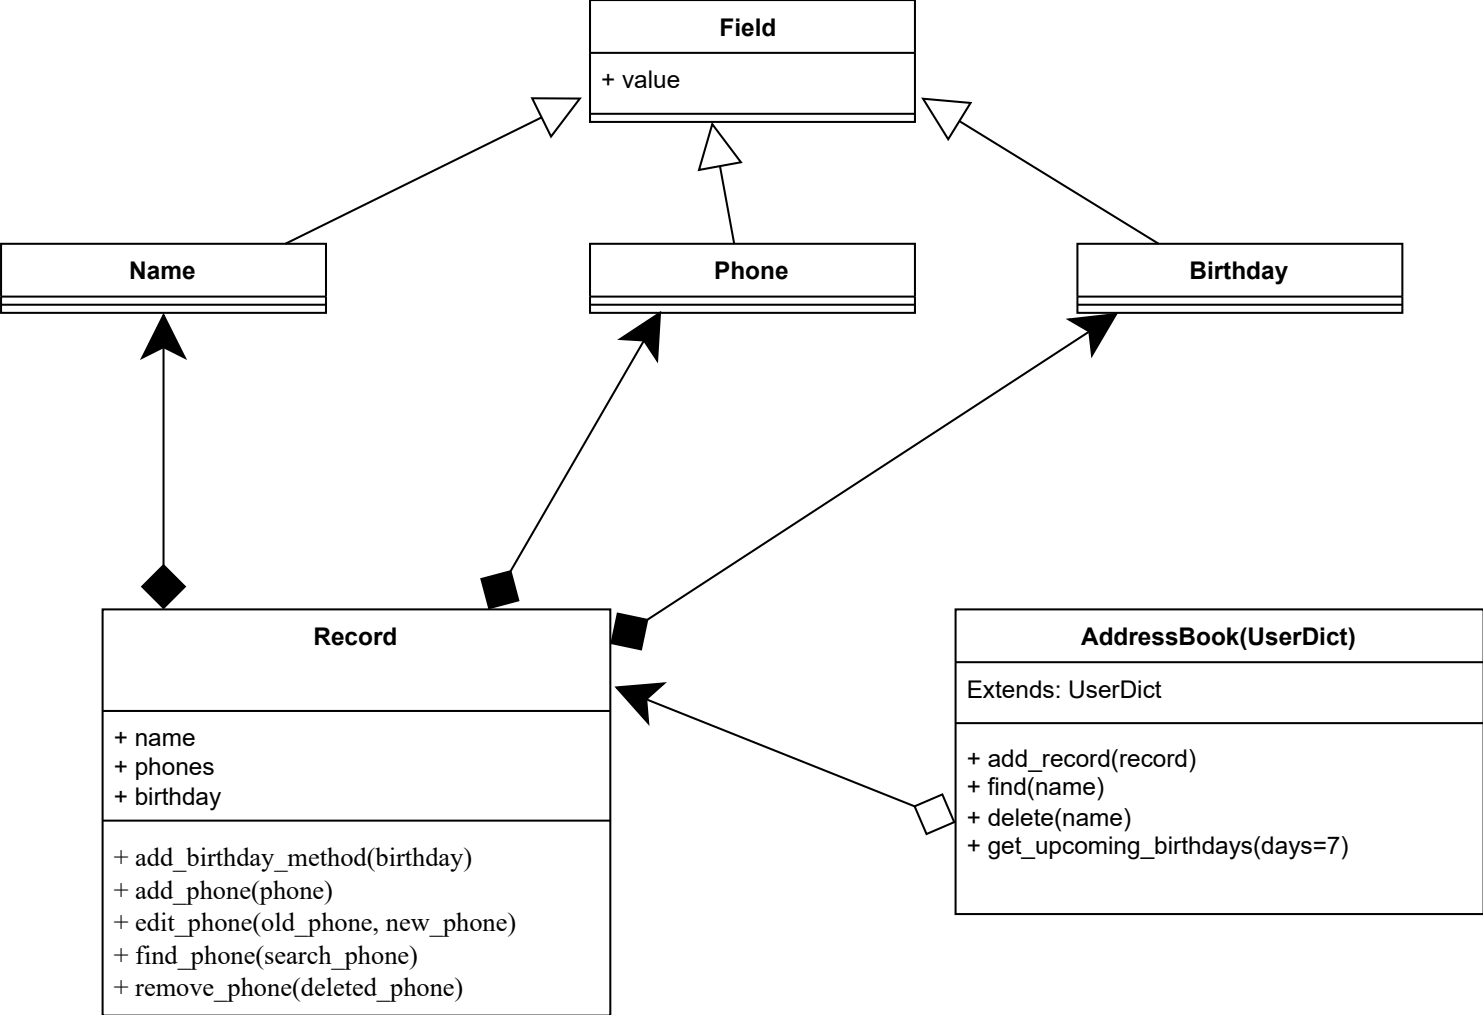 Field
+ value
Name
Phone
Birthday
Record
+ name
+ phones
+ birthday
+ add_birthday_method(birthday)
+ add_phone(phone)
+ edit_phone(old_phone, new_phone)
+ find_phone(search_phone)
+ remove_phone(deleted_phone)
AddressBook(UserDict)
Extends: UserDict
+ add_record(record)
+ find(name)
+ delete(name)
+ get_upcoming_birthdays(days=7)